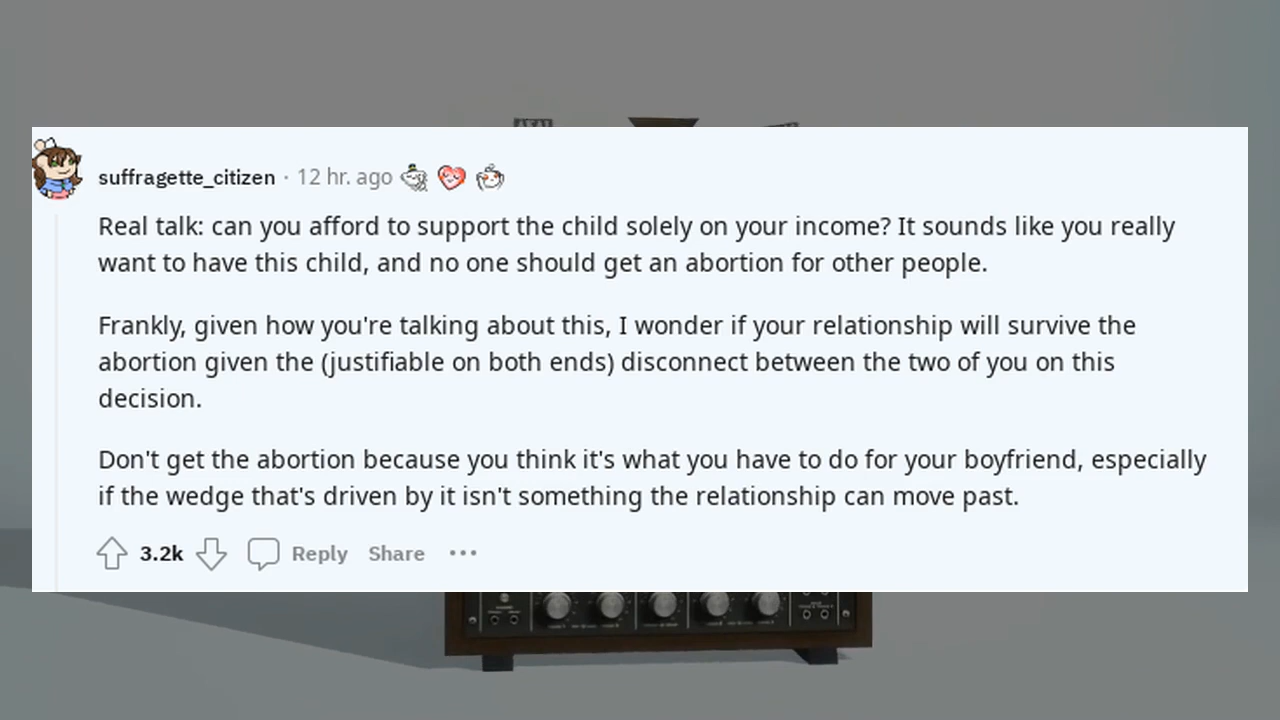 suffragette_citizen · 12 hr. ago
Real talk: can you afford to support the child solely on your income? It sounds like you really
want to have this child, and no one should get an abortion for other people.
Frankly, given how you're talking about this, I wonder if your relationship will survive the
abortion given the (justifiable on both ends) disconnect between the two of you on this
decision.
Don't get the abortion because you think it's what you have to do for your boyfriend, especially
if the wedge that's driven by it isn't something the relationship can move past.
3.2k Reply Share